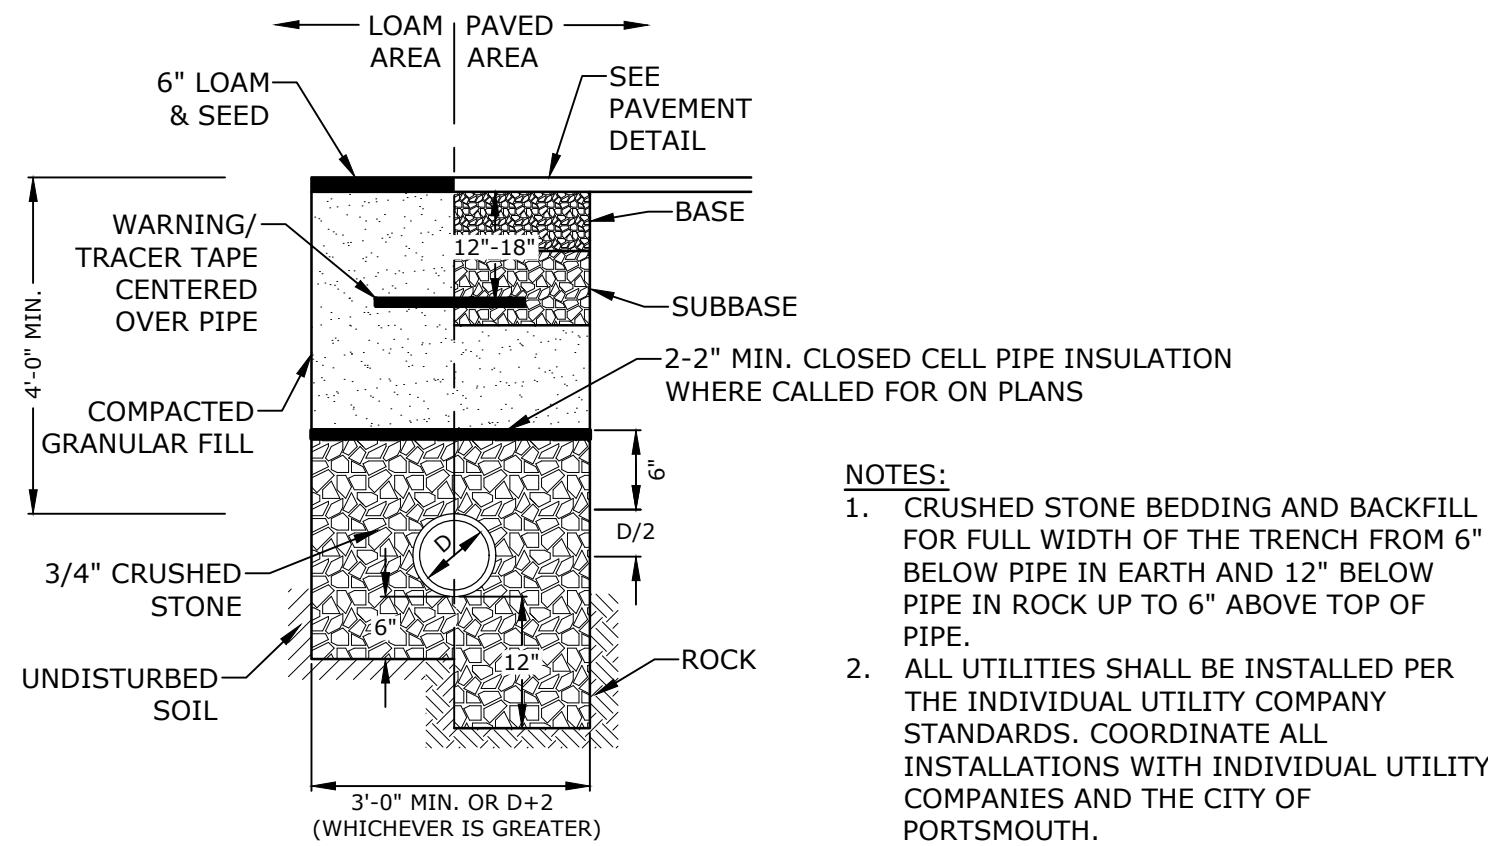 LOAM AREA
PAVED AREA
6" LOAM
& SEED
SEE
PAVEMENT
DETAIL
WARNING/
TRACER TAPE
CENTERED
OVER PIPE
BASE
12"-18"
SUBBASE
4'-0" MIN.
2-2" MIN. CLOSED CELL PIPE INSULATION
WHERE CALLED FOR ON PLANS
COMPACTED
GRANULAR FILL
6"
D/2
D
3/4" CRUSHED
STONE
6"
12"
ROCK
UNDISTURBED
SOIL
3'-0" MIN. OR D+2
(WHICHEVER IS GREATER)
NOTES:
1. CRUSHED STONE BEDDING AND BACKFILL
FOR FULL WIDTH OF THE TRENCH FROM 6"
BELOW PIPE IN EARTH AND 12" BELOW
PIPE IN ROCK UP TO 6" ABOVE TOP OF
PIPE.
2. ALL UTILITIES SHALL BE INSTALLED PER
THE INDIVIDUAL UTILITY COMPANY
STANDARDS. COORDINATE ALL
INSTALLATIONS WITH INDIVIDUAL UTILITY
COMPANIES AND THE CITY OF
PORTSMOUTH.